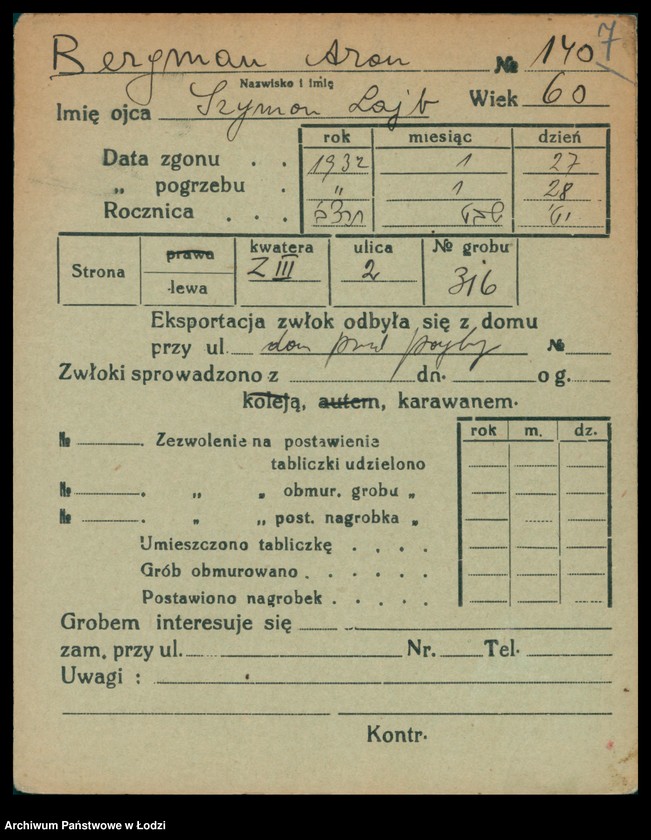 Bergman Aron № 140 7
Nazwisko i imię
Imię ojca Szymon Lajb Wiek 60
rok miesiąc dzień
Data zgonu . . 1932 1 27
„ pogrzebu . „ 1 28
Rocznica . . .
Strona prawa lewa kwatera Z III ulica 2 № grobu 316
Eksportacja zwłok odbyła się z domu
przy ul. dom №
Zwłoki sprowadzono z dn. o g.
koleją, autem, karawanem.
rok m. dz.
№ . Zezwolenie na postawienie
tabliczki udzielono
№ . „ „ obmur. grobu „
№ . „ „ post. nagrobka „
Umieszczono tabliczkę . . . .
Grób obmurowano . . . . . .
Postawiono nagrobek . . . . .
Grobem interesuje się
zam. przy ul. Nr. Tel.
Uwagi :
Kontr.
Archiwum Państwowe w Łodzi